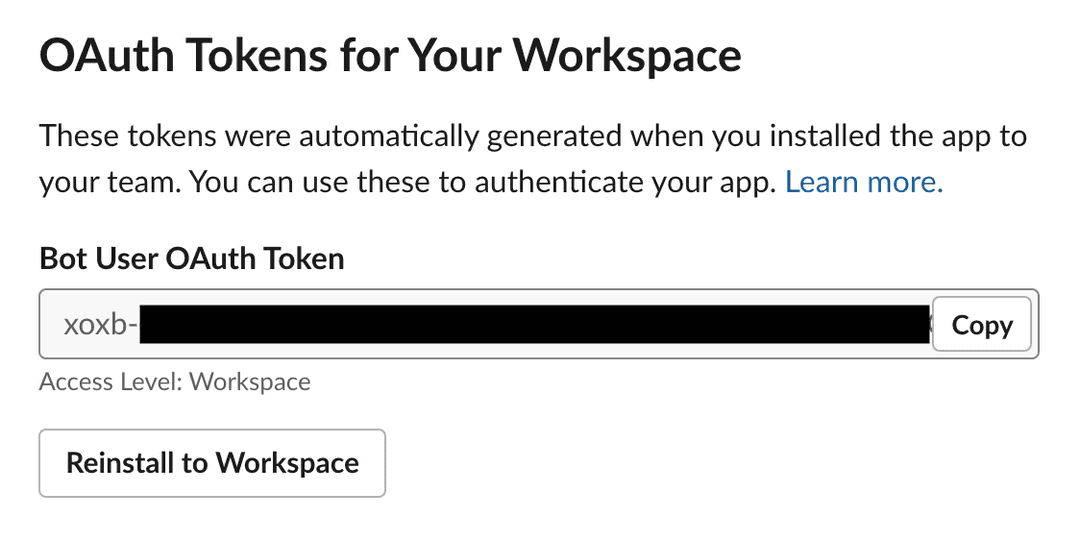 OAuth Tokens for Your Workspace
These tokens were automatically generated when you installed the app to
your team. You can use these to authenticate your app. Learn more.
Bot User OAuth Token
xoxb-
Copy
Access Level: Workspace
Reinstall to Workspace